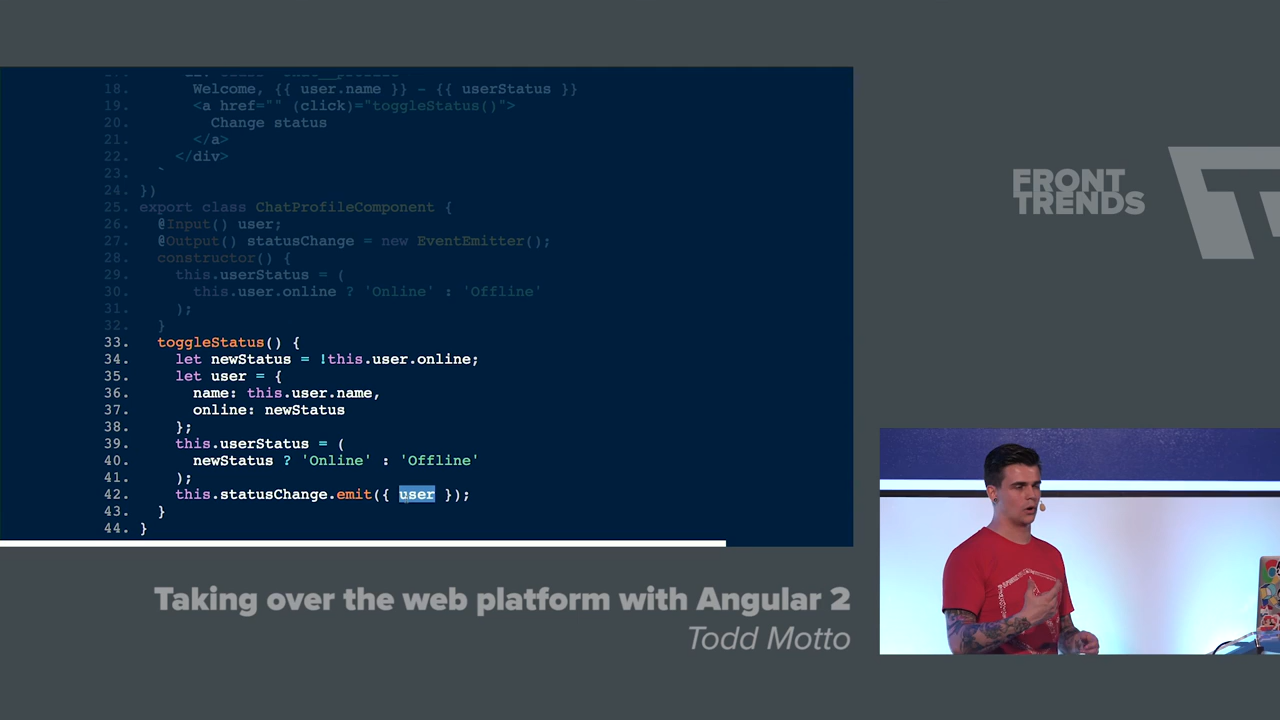 18. Welcome, {{ user.name }} - {{ userStatus }}
19. <a href="" (click)="toggleStatus()">
20. Change status
21. </a>
22. </div>
23. `
24. })
25. export class ChatProfileComponent {
26. @Input() user;
27. @Output() statusChange = new EventEmitter();
28. constructor() {
29. this.userStatus = (
30. this.user.online ? 'Online' : 'Offline'
31. );
32. }
33. toggleStatus() {
34. let newStatus = !this.user.online;
35. let user = {
36. name: this.user.name,
37. online: newStatus
38. };
39. this.userStatus = (
40. newStatus ? 'Online' : 'Offline'
41. );
42. this.statusChange.emit({ user });
43. }
44. }
FRONT
TRENDS
Taking over the web platform with Angular 2
Todd Motto